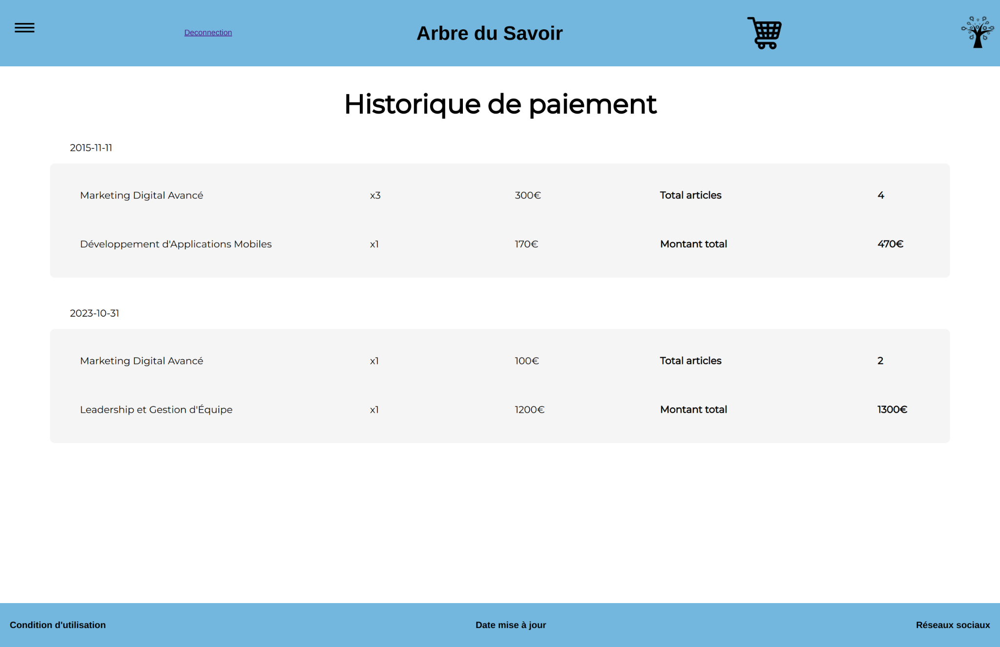 Deconnection
Arbre du Savoir
Historique de paiement
2015-11-11
Marketing Digital Avancé x3 300€ Total articles 4
Développement d'Applications Mobiles x1 170€ Montant total 470€
2023-10-31
Marketing Digital Avancé x1 100€ Total articles 2
Leadership et Gestion d'Équipe x1 1200€ Montant total 1300€
Condition d'utilisation Date mise à jour Réseaux sociaux